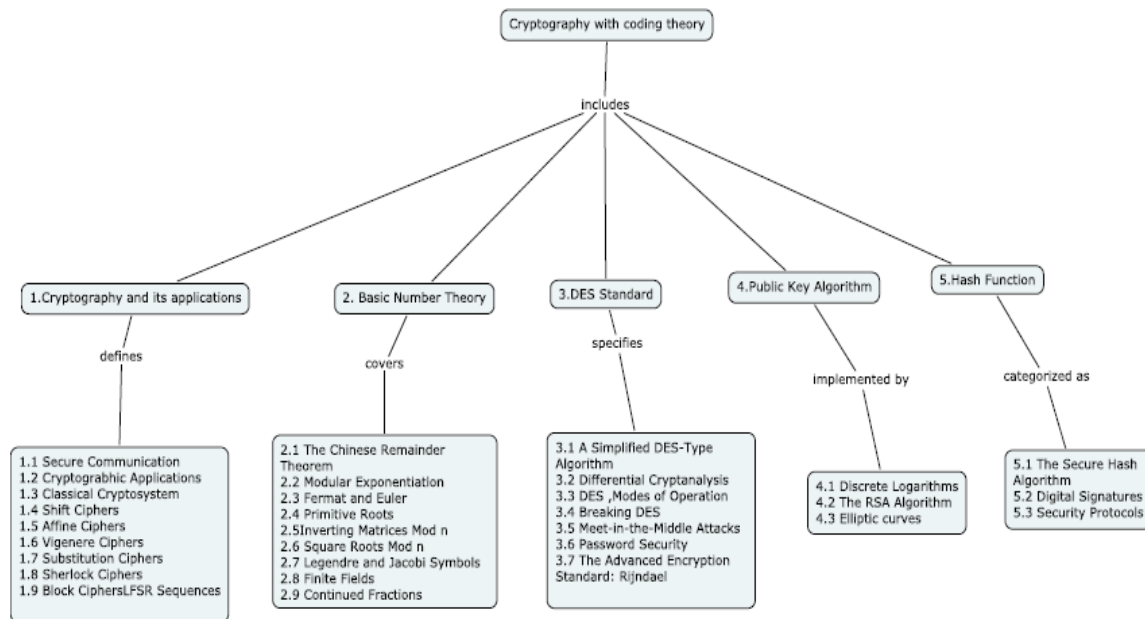 Cryptography with coding theory
includes
1.Cryptography and its applications
2. Basic Number Theory
3.DES Standard
4.Public Key Algorithm
5.Hash Function
defines
covers
specifies
implemented by
categorized as
1.1 Secure Communication
1.2 Cryptograbhic Applications
1.3 Classical Cryptosystem
1.4 Shift Ciphers
1.5 Affine Ciphers
1.6 Vigenere Ciphers
1.7 Substitution Ciphers
1.8 Sherlock Ciphers
1.9 Block CiphersLFSR Sequences
2.1 The Chinese Remainder
Theorem
2.2 Modular Exponentiation
2.3 Fermat and Euler
2.4 Primitive Roots
2.5Inverting Matrices Mod n
2.6 Square Roots Mod n
2.7 Legendre and Jacobi Symbols
2.8 Finite Fields
2.9 Continued Fractions
3.1 A Simplified DES-Type
Algorithm
3.2 Differential Cryptanalysis
3.3 DES ,Modes of Operation
3.4 Breaking DES
3.5 Meet-in-the-Middle Attacks
3.6 Password Security
3.7 The Advanced Encryption
Standard: Rijndael
4.1 Discrete Logarithms
4.2 The RSA Algorithm
4.3 Elliptic curves
5.1 The Secure Hash
Algorithm
5.2 Digital Signatures
5.3 Security Protocols